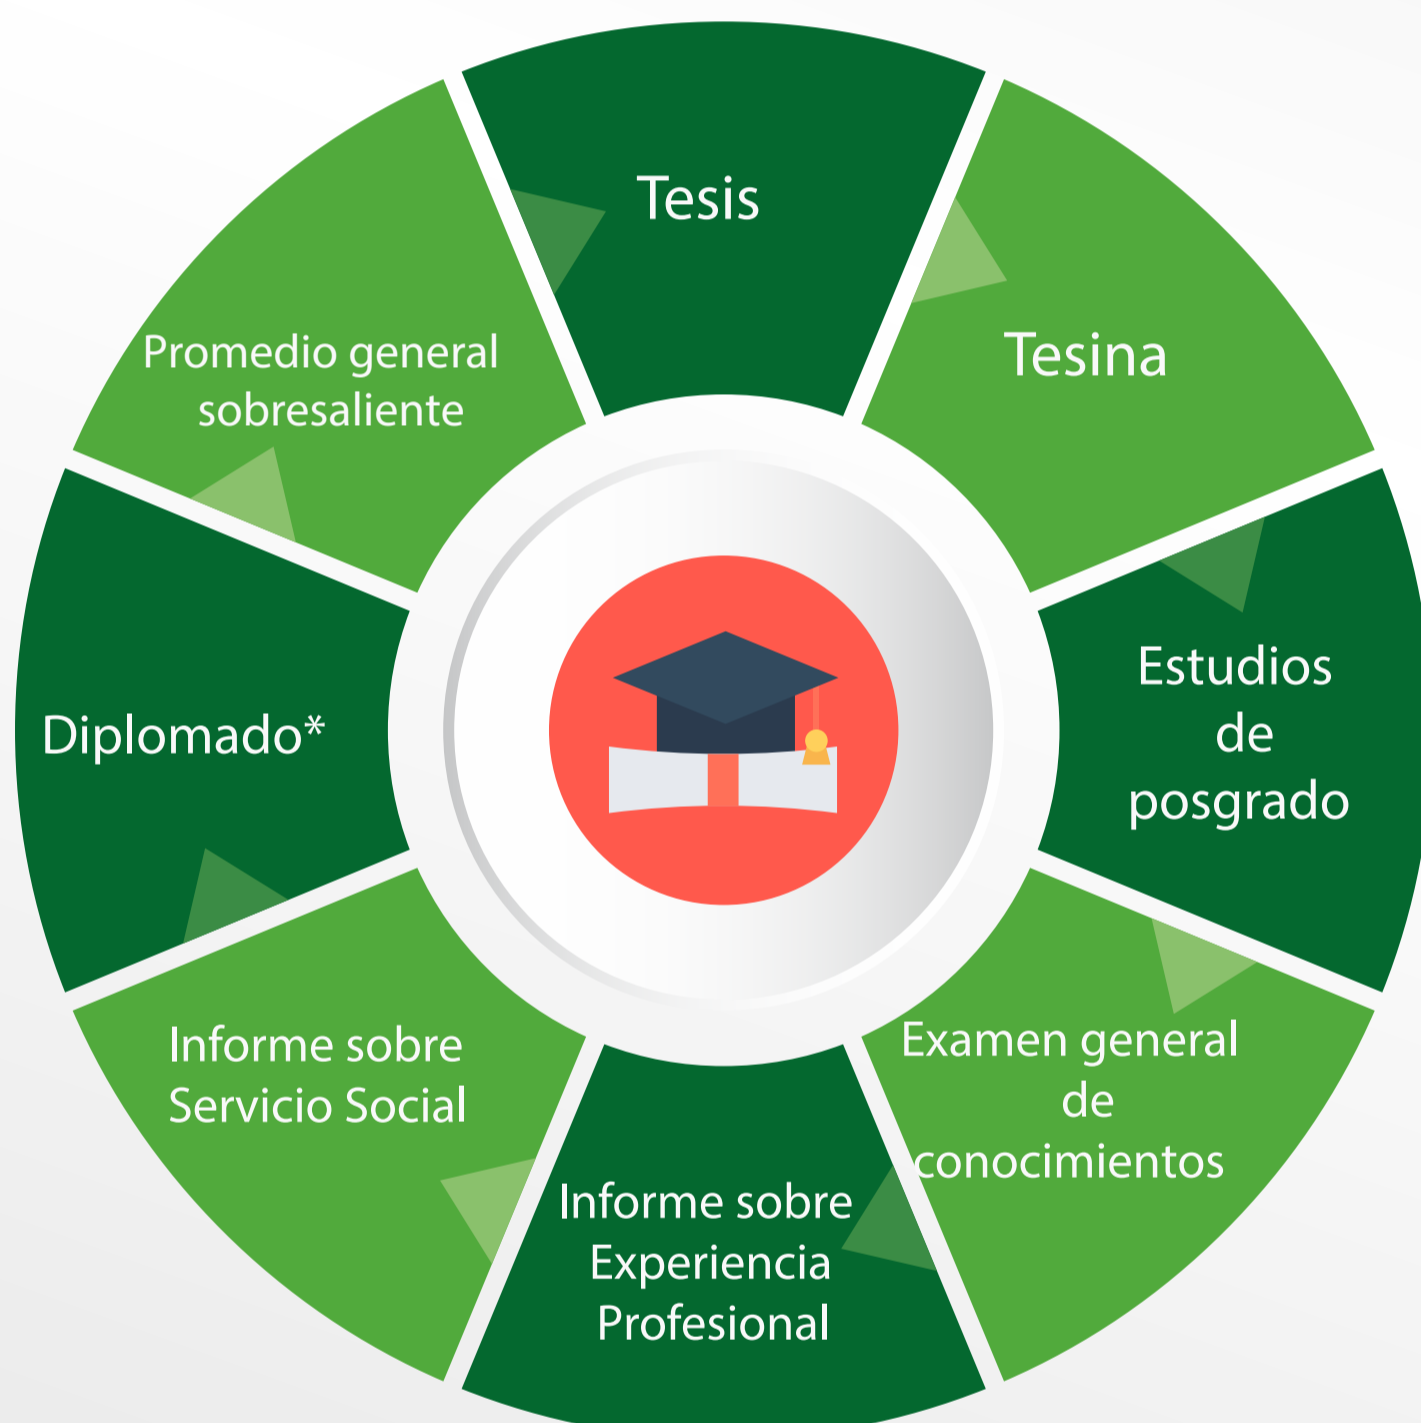 Tesis
Tesina
Estudios
de
posgrado
Examen general
de
conocimientos
Informe sobre
Experiencia
Profesional
Informe sobre
Servicio Social
Diplomado*
Promedio general
sobresaliente